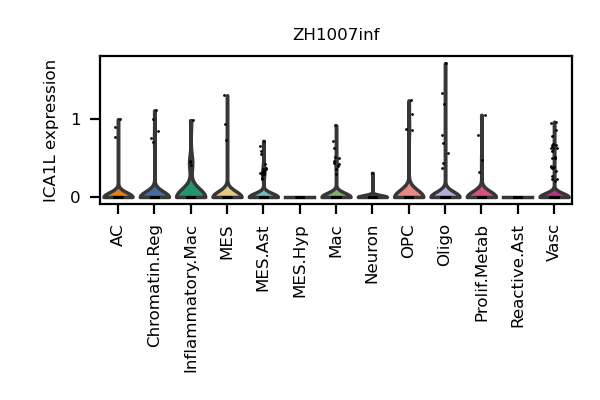 ZH1007inf
ICA1L expression
1
0
AC
Chromatin.Reg
Inflammatory.Mac
MES
MES.Ast
MES.Hyp
Mac
Neuron
OPC
Oligo
Prolif.Metab
Reactive.Ast
Vasc